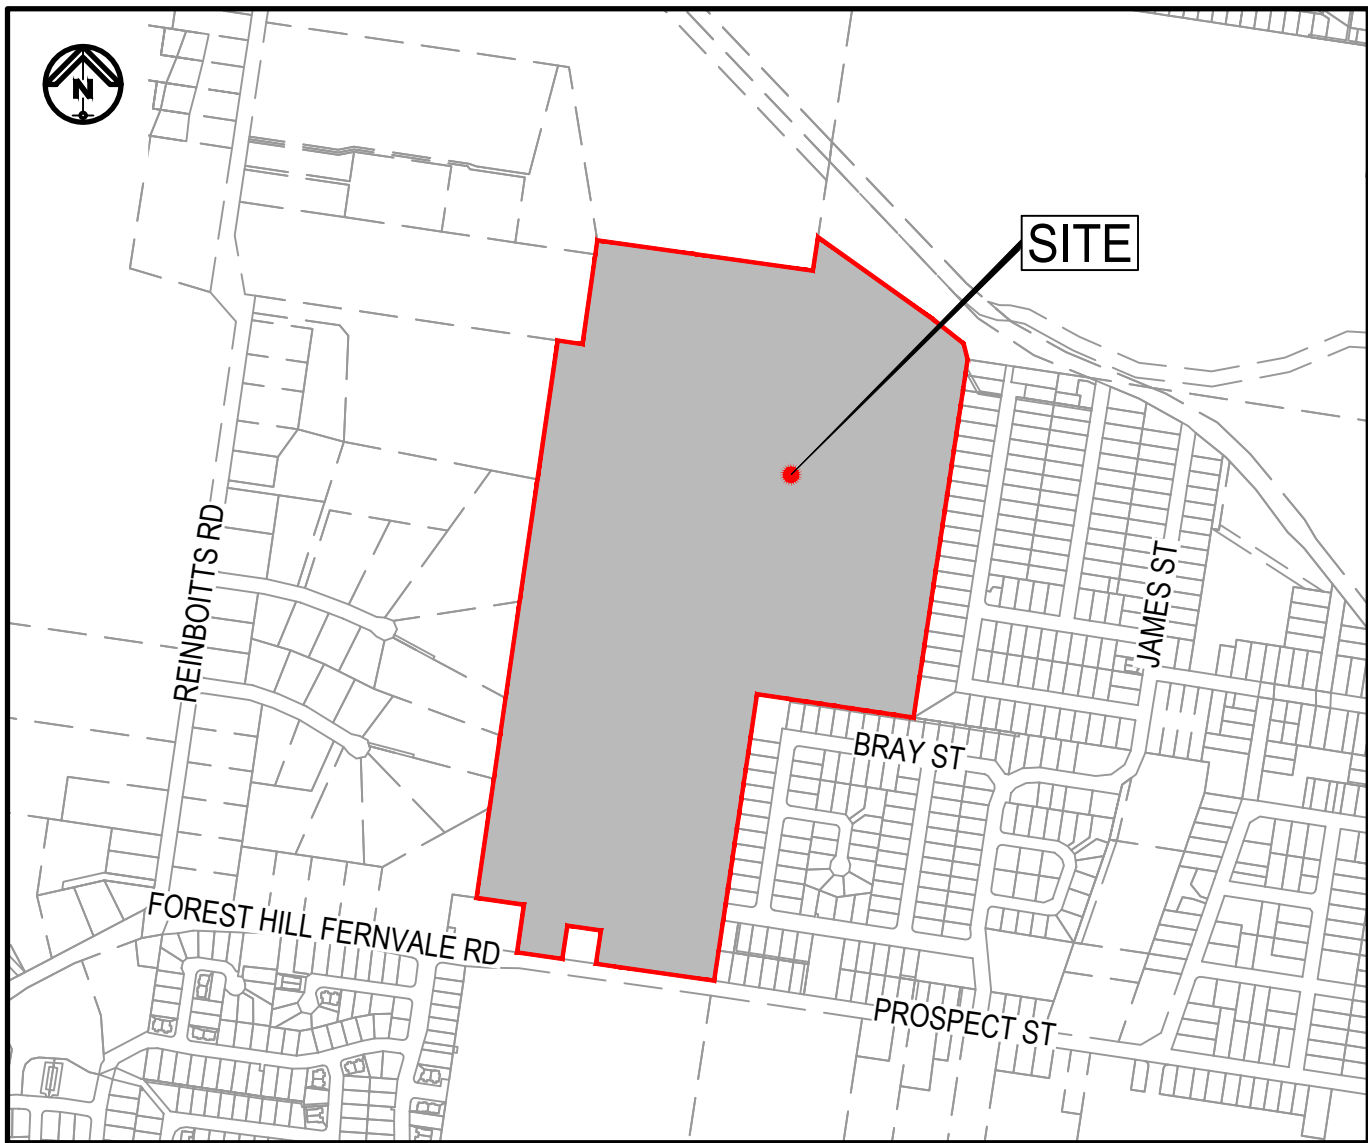 N
SITE
REINBOITTS RD
JAMES ST
BRAY ST
FOREST HILL FERNVALE RD
PROSPECT ST